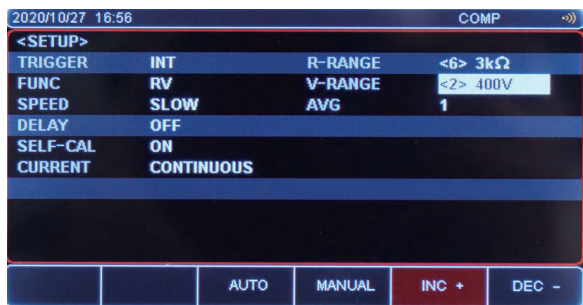 2020/10/27 16:56 COMP
<SETUP>
TRIGGER INT R-RANGE <6> 3kΩ
FUNC RV V-RANGE <2> 400V
SPEED SLOW AVG 1
DELAY OFF
SELF-CAL ON
CURRENT CONTINUOUS
AUTO MANUAL INC + DEC -